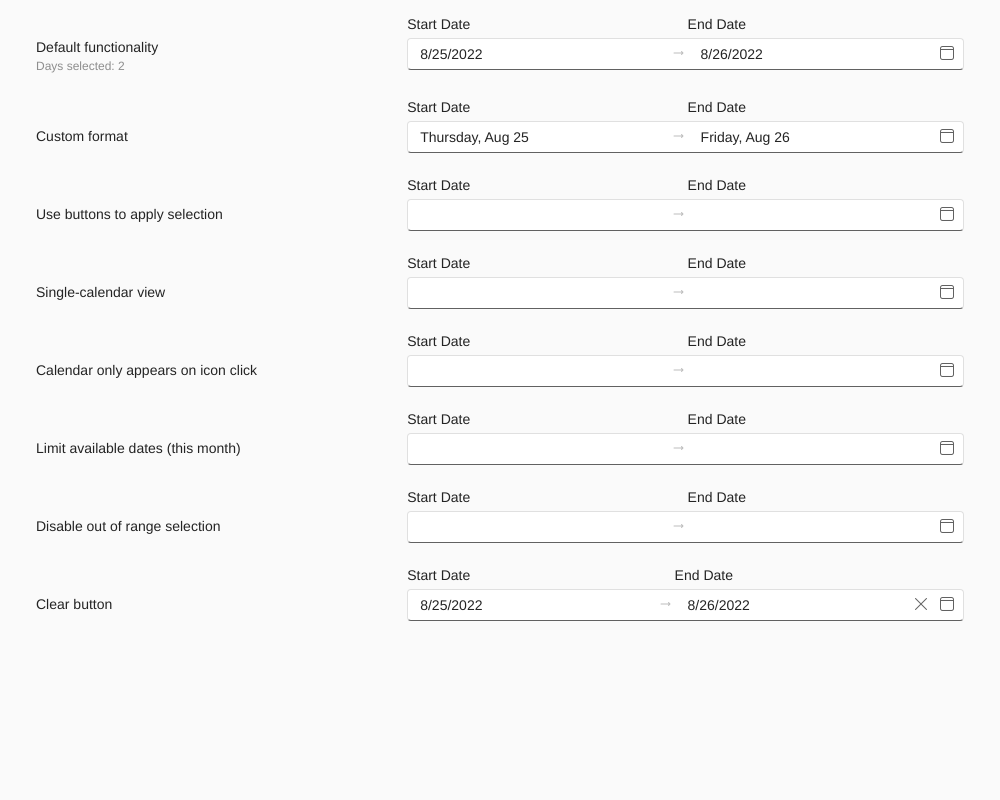 Start Date End Date
Default functionality
Days selected: 2
8/25/2022 → 8/26/2022
Start Date End Date
Custom format
Thursday, Aug 25 → Friday, Aug 26
Start Date End Date
Use buttons to apply selection
→
Start Date End Date
Single-calendar view
→
Start Date End Date
Calendar only appears on icon click
→
Start Date End Date
Limit available dates (this month)
→
Start Date End Date
Disable out of range selection
→
Start Date End Date
Clear button
8/25/2022 → 8/26/2022